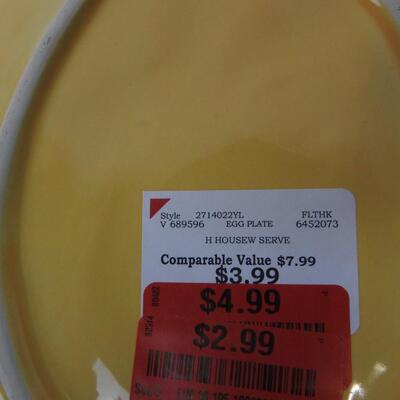 Style 2714022YL FLTHK
V 689596 EGG PLATE 6452073
H HOUSEW SERVE
Comparable Value $7.99
$3.99
$4.99
$2.99